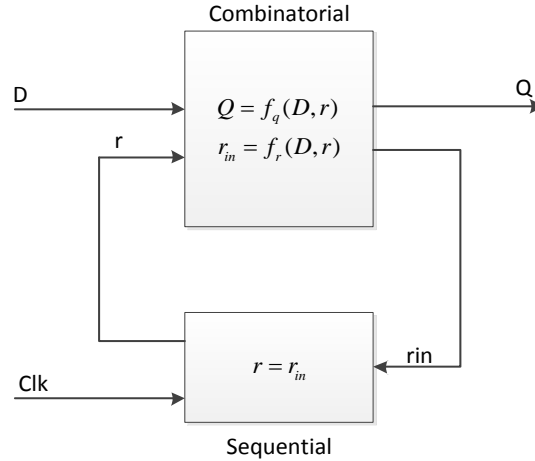 Combinatorial
D
Q
Q = f_q(D, r)
r
r_in = f_r(D, r)
r = r_in
rin
Clk
Sequential